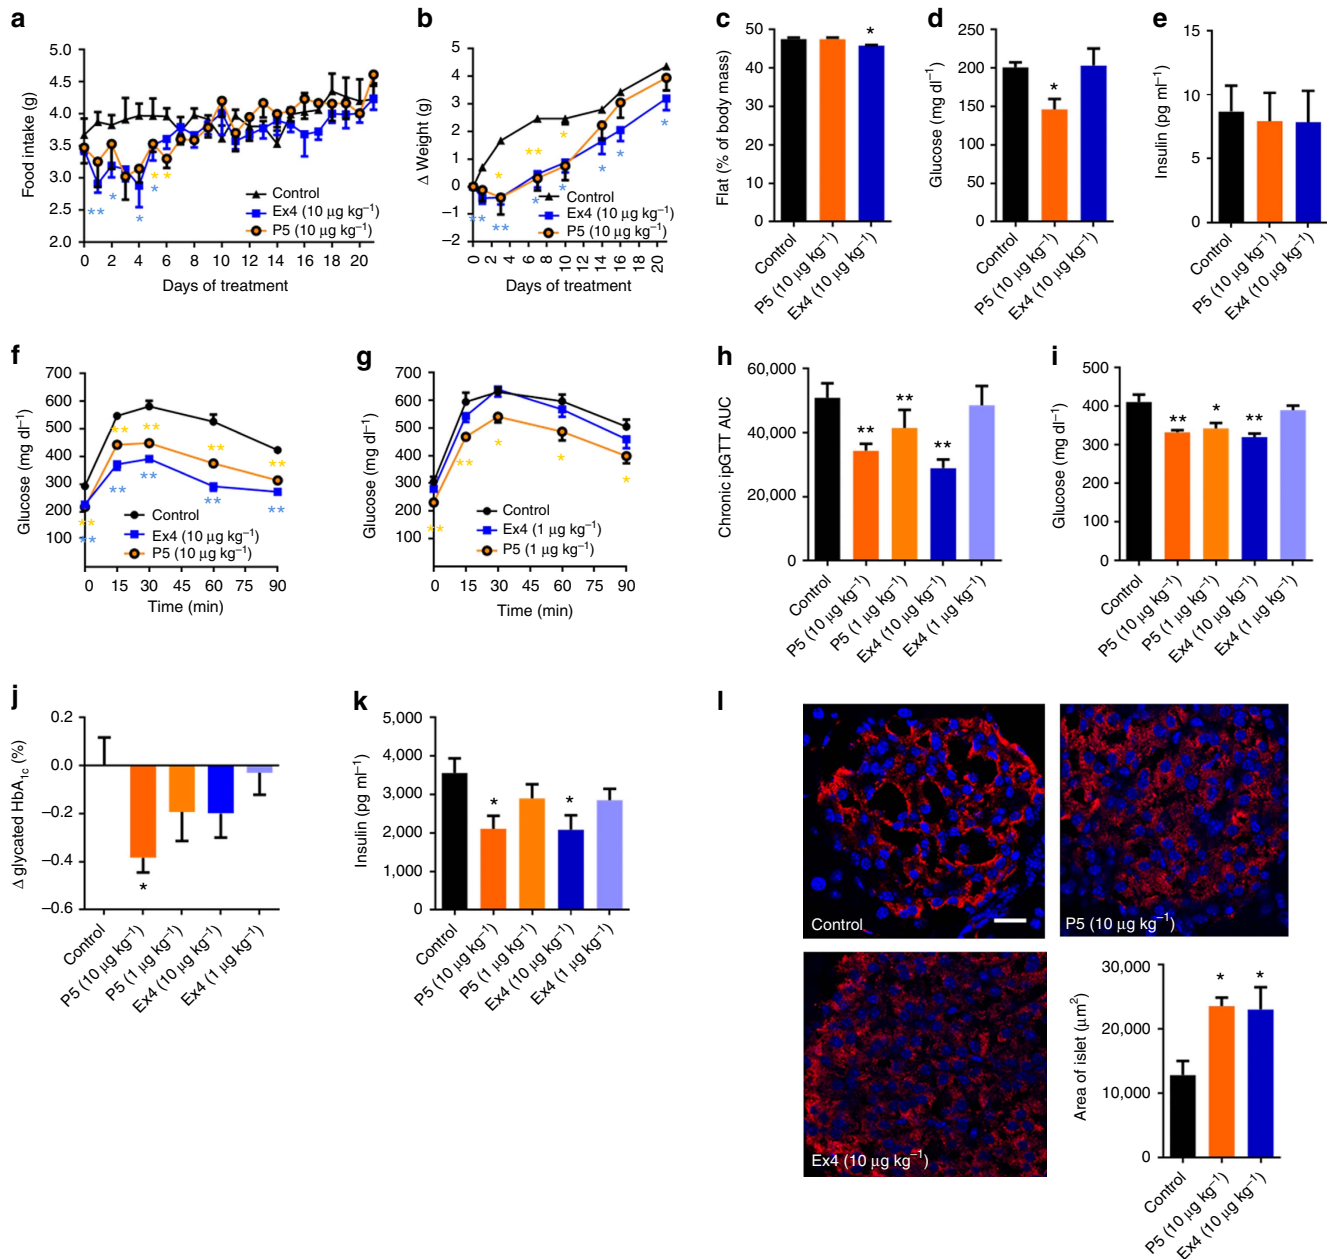 a
5.0
4.5
4.0
3.5
3.0
2.5
2.0
Food intake (g)
0 2 4 6 8 10 12 14 16 18 20
Days of treatment
** * * * * *
Control
Ex4 (10 µg kg–1)
P5 (10 µg kg–1)
b
5
4
3
2
1
0
–1
–2
Δ Weight (g)
0 2 4 6 8 10 12 14 16 18 20
Days of treatment
* ** *
** ** * * * * *
Control
Ex4 (10 µg kg–1)
P5 (10 µg kg–1)
c
50
40
30
20
10
0
Flat (% of body mass)
*
Control
P5 (10 µg kg–1)
Ex4 (10 µg kg–1)
d
250
200
150
100
50
0
Glucose (mg dl–1)
*
Control
P5 (10 µg kg–1)
Ex4 (10 µg kg–1)
e
15
10
5
0
Insulin (pg ml–1)
Control
P5 (10 µg kg–1)
Ex4 (10 µg kg–1)
f
700
600
500
400
300
200
100
Glucose (mg dl–1)
0 15 30 45 60 75 90
Time (min)
** ** ** ** **
** ** ** ** **
Control
Ex4 (10 µg kg–1)
P5 (10 µg kg–1)
g
700
600
500
400
300
200
100
Glucose (mg dl–1)
0 15 30 45 60 75 90
Time (min)
** ** * * *
Control
Ex4 (1 µg kg–1)
P5 (1 µg kg–1)
h
60,000
40,000
20,000
0
Chronic ipGTT AUC
** ** **
Control
P5 (10 µg kg–1)
P5 (1 µg kg–1)
Ex4 (10 µg kg–1)
Ex4 (1 µg kg–1)
i
500
400
300
200
100
0
Glucose (mg dl–1)
** * **
Control
P5 (10 µg kg–1)
P5 (1 µg kg–1)
Ex4 (10 µg kg–1)
Ex4 (1 µg kg–1)
j
0.2
0.0
–0.2
–0.4
–0.6
Δ glycated HbA1c (%)
*
Control
P5 (10 µg kg–1)
P5 (1 µg kg–1)
Ex4 (10 µg kg–1)
Ex4 (1 µg kg–1)
k
5,000
4,000
3,000
2,000
1,000
0
Insulin (pg ml–1)
* *
Control
P5 (10 µg kg–1)
P5 (1 µg kg–1)
Ex4 (10 µg kg–1)
Ex4 (1 µg kg–1)
l
Control
P5 (10 µg kg–1)
Ex4 (10 µg kg–1)
30,000
20,000
10,000
0
Area of islet (µm2)
* *
Control
P5 (10 µg kg–1)
Ex4 (10 µg kg–1)